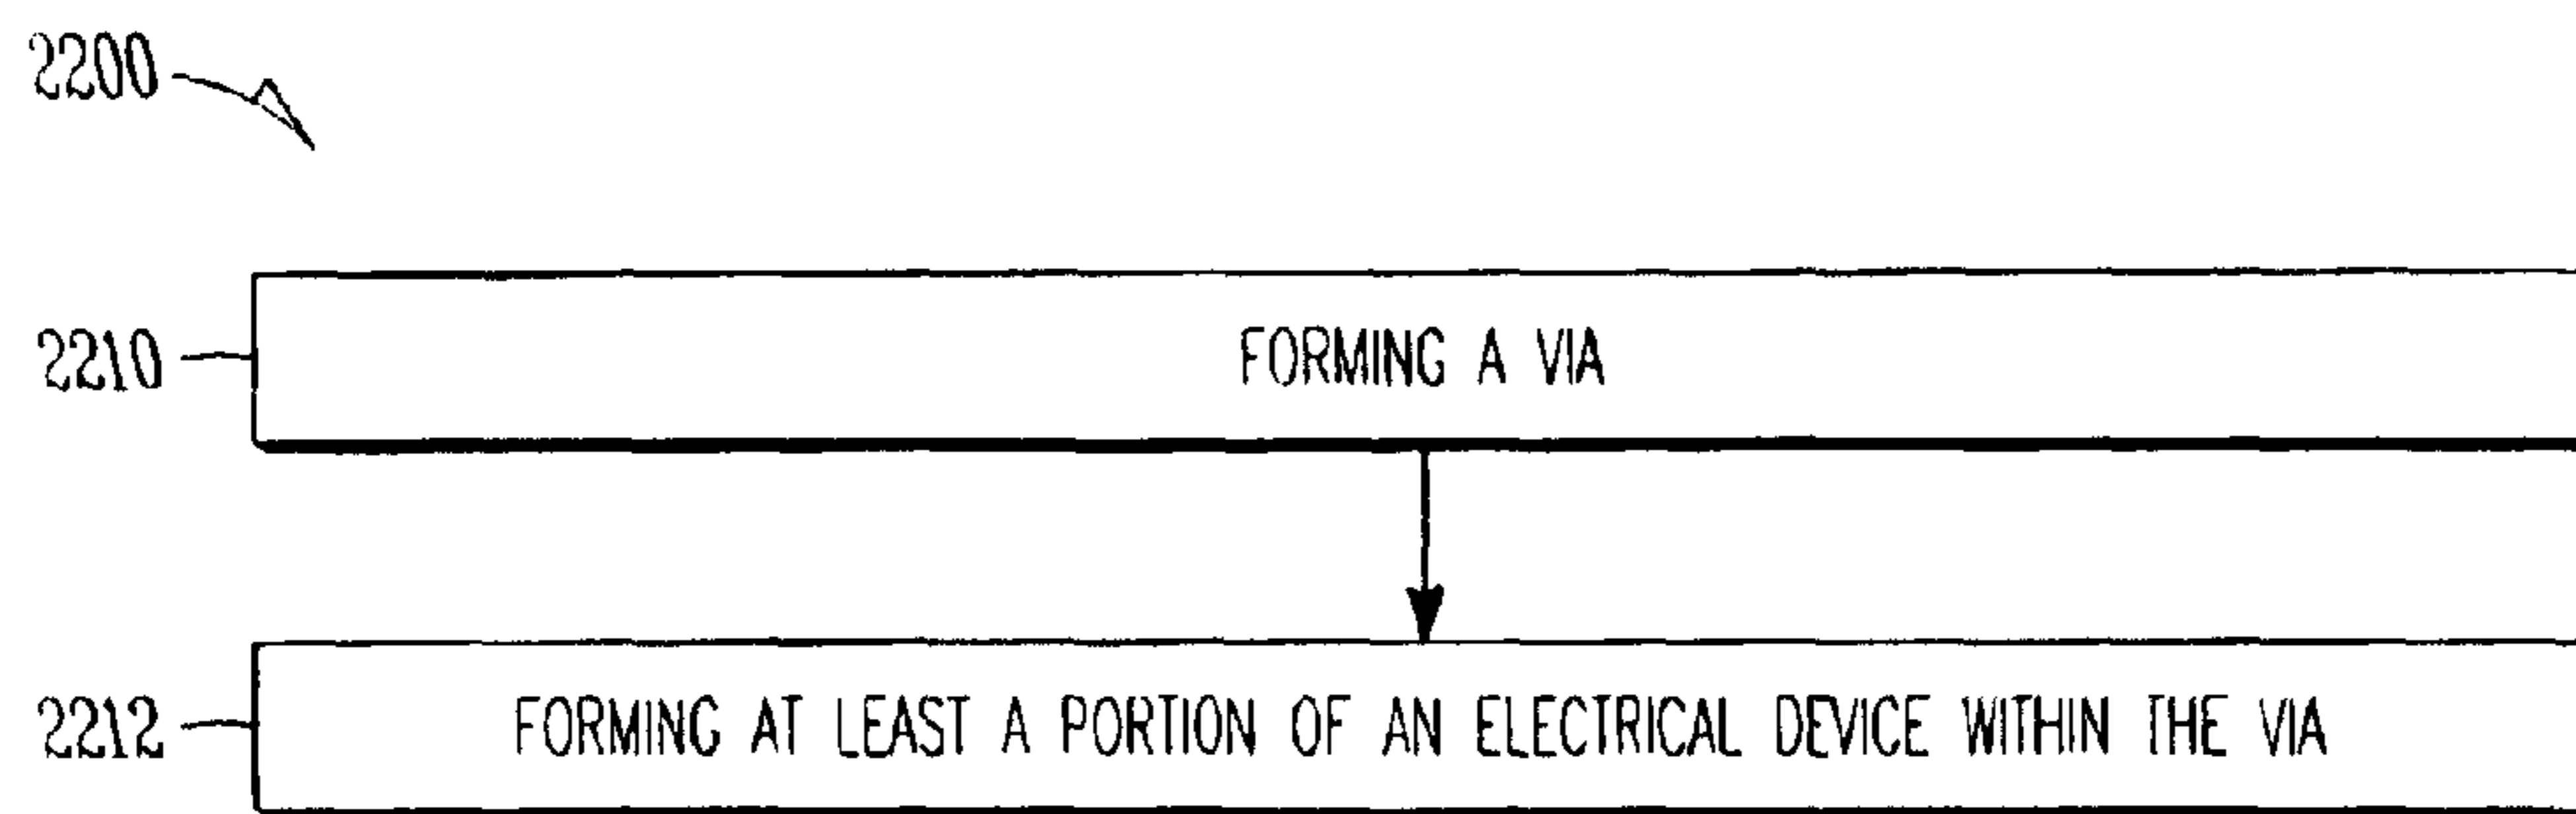 2200
2210
FORMING A VIA
2212
FORMING AT LEAST A PORTION OF AN ELECTRICAL DEVICE WITHIN THE VIA